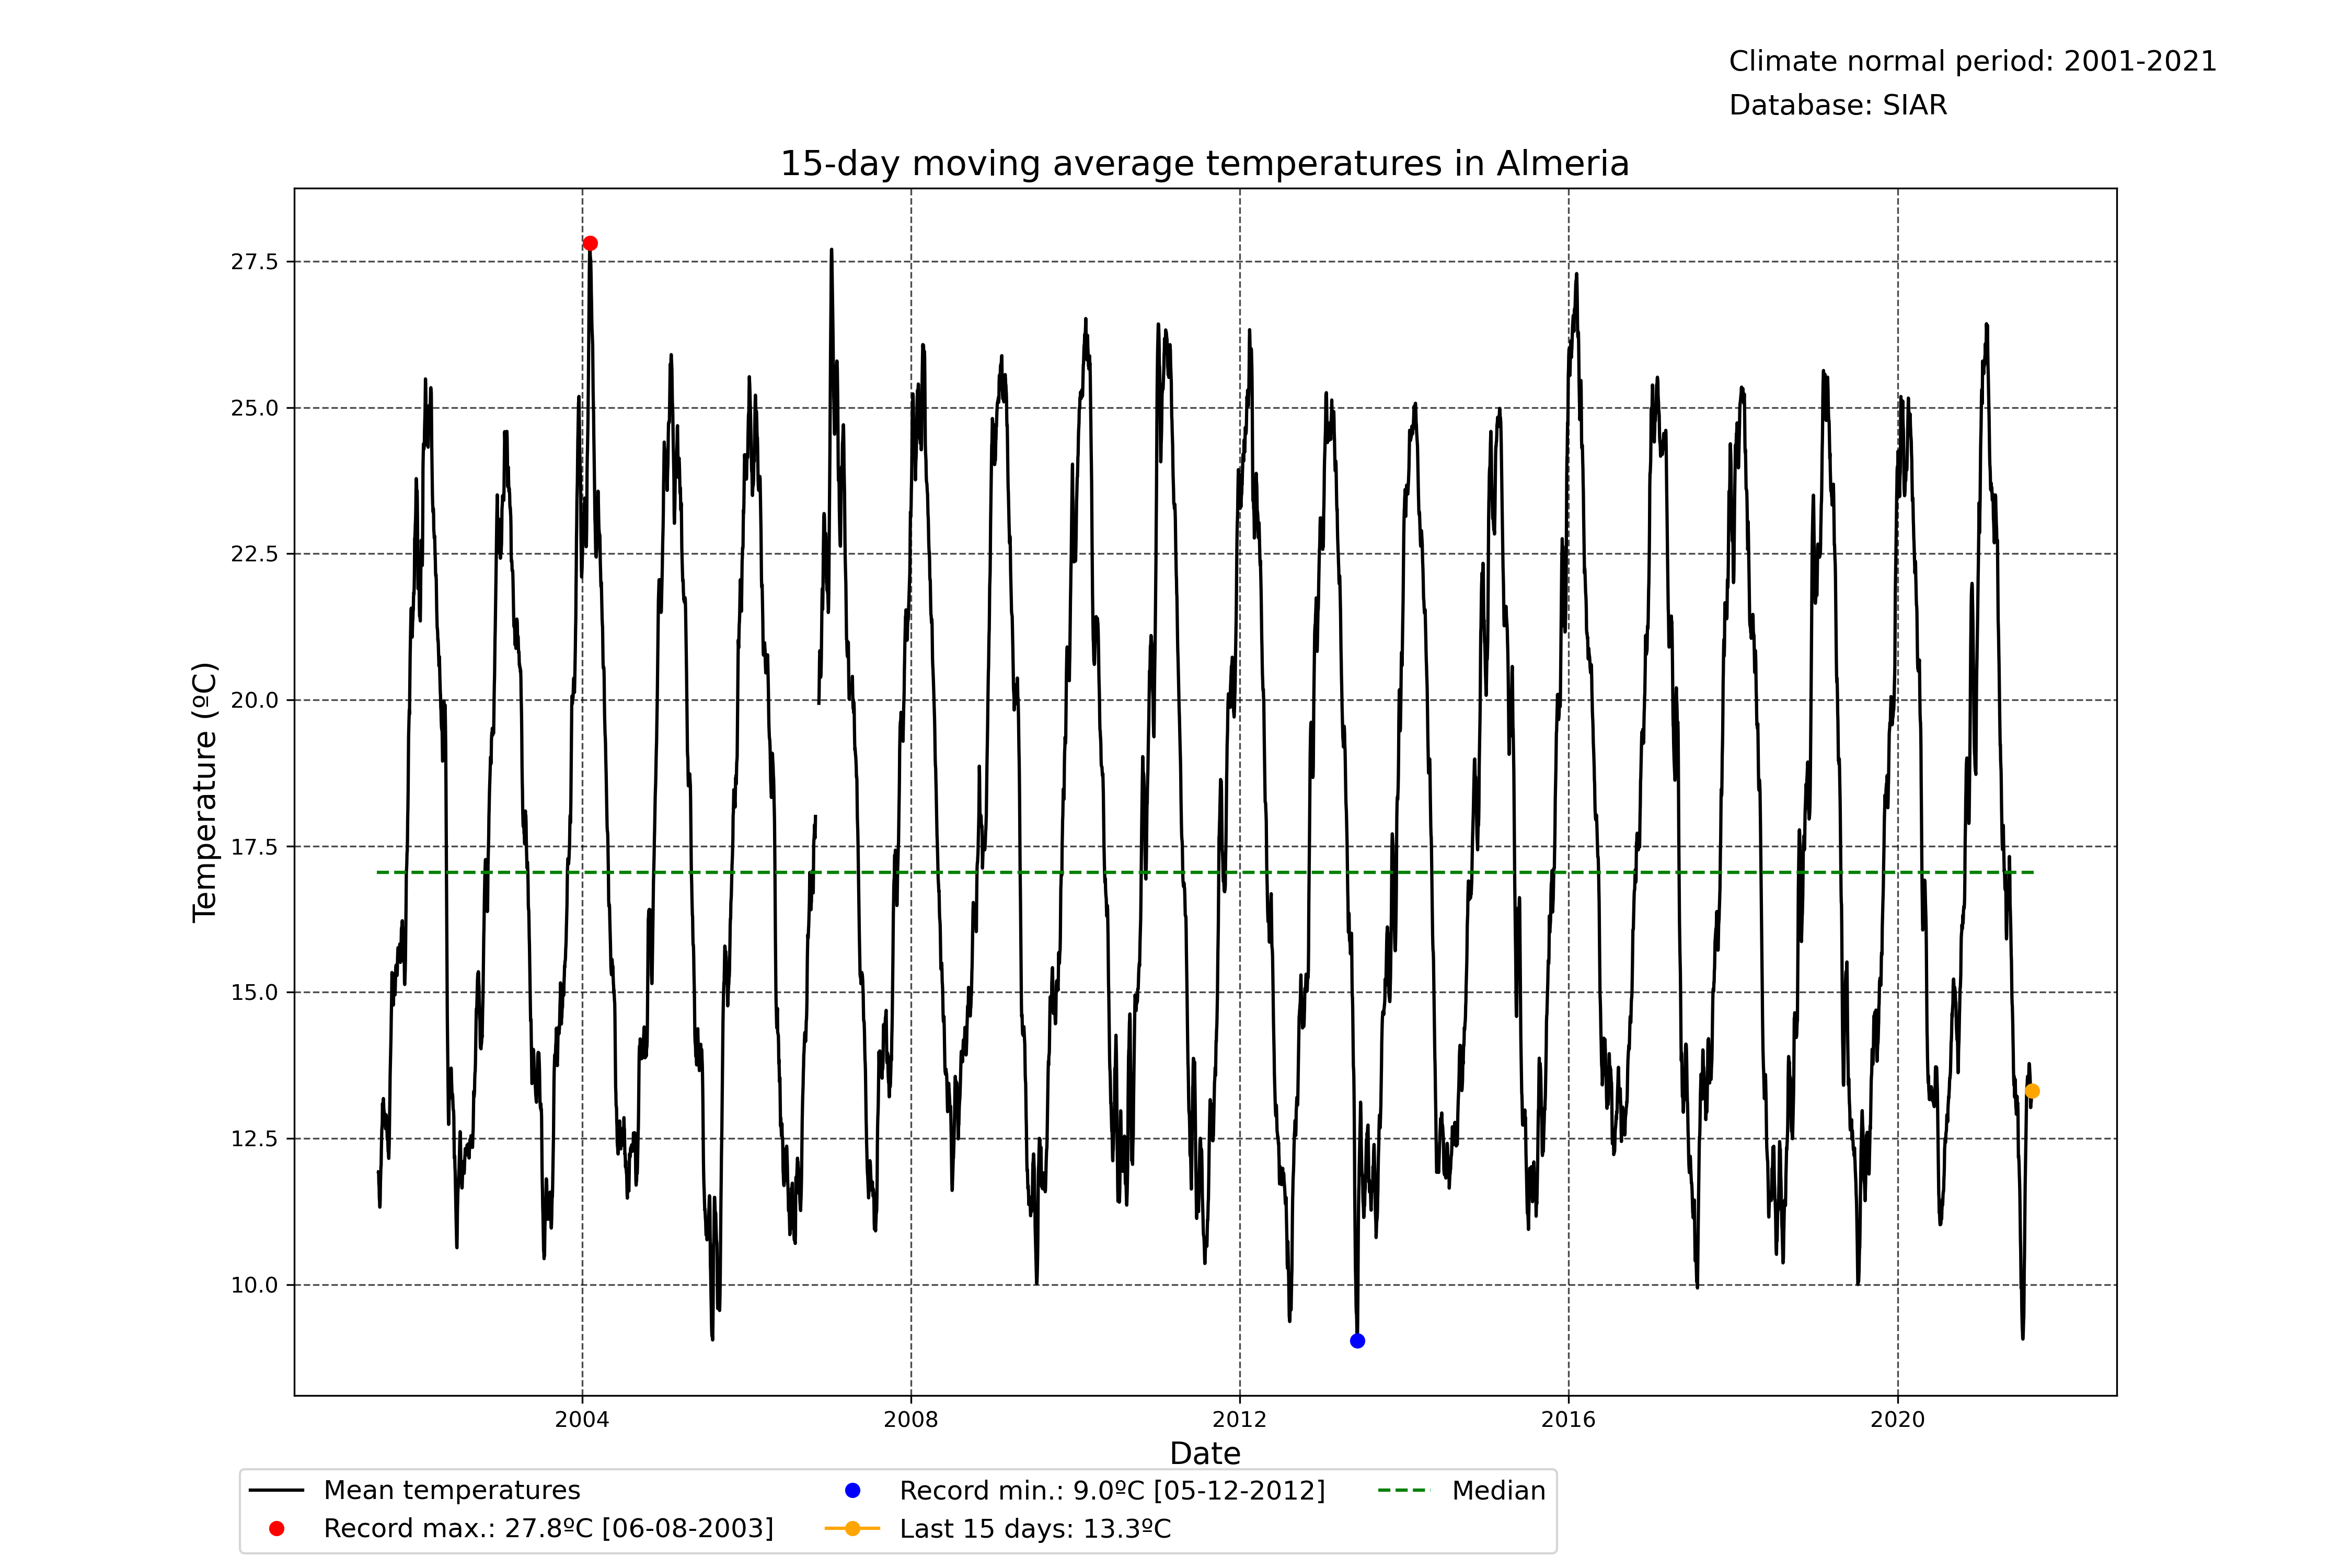 Climate normal period: 2001-2021
Database: SIAR
15-day moving average temperatures in Almeria
Temperature (ºC)
27.5
25.0
22.5
20.0
17.5
15.0
12.5
10.0
2004
2008
2012
2016
2020
Date
Mean temperatures
Record max.: 27.8ºC [06-08-2003]
Record min.: 9.0ºC [05-12-2012]
Last 15 days: 13.3ºC
Median